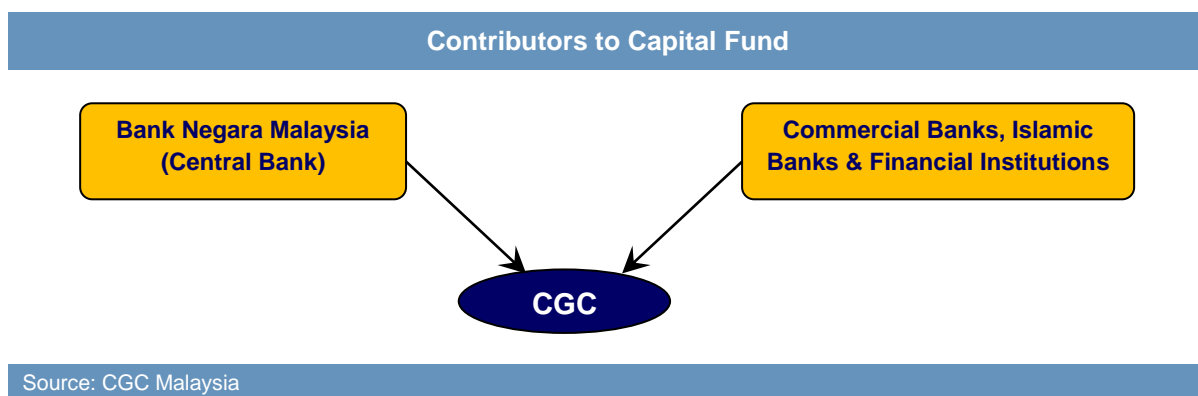 Contributors to Capital Fund
Bank Negara Malaysia
(Central Bank)
Commercial Banks, Islamic
Banks & Financial Institutions
CGC
Source: CGC Malaysia